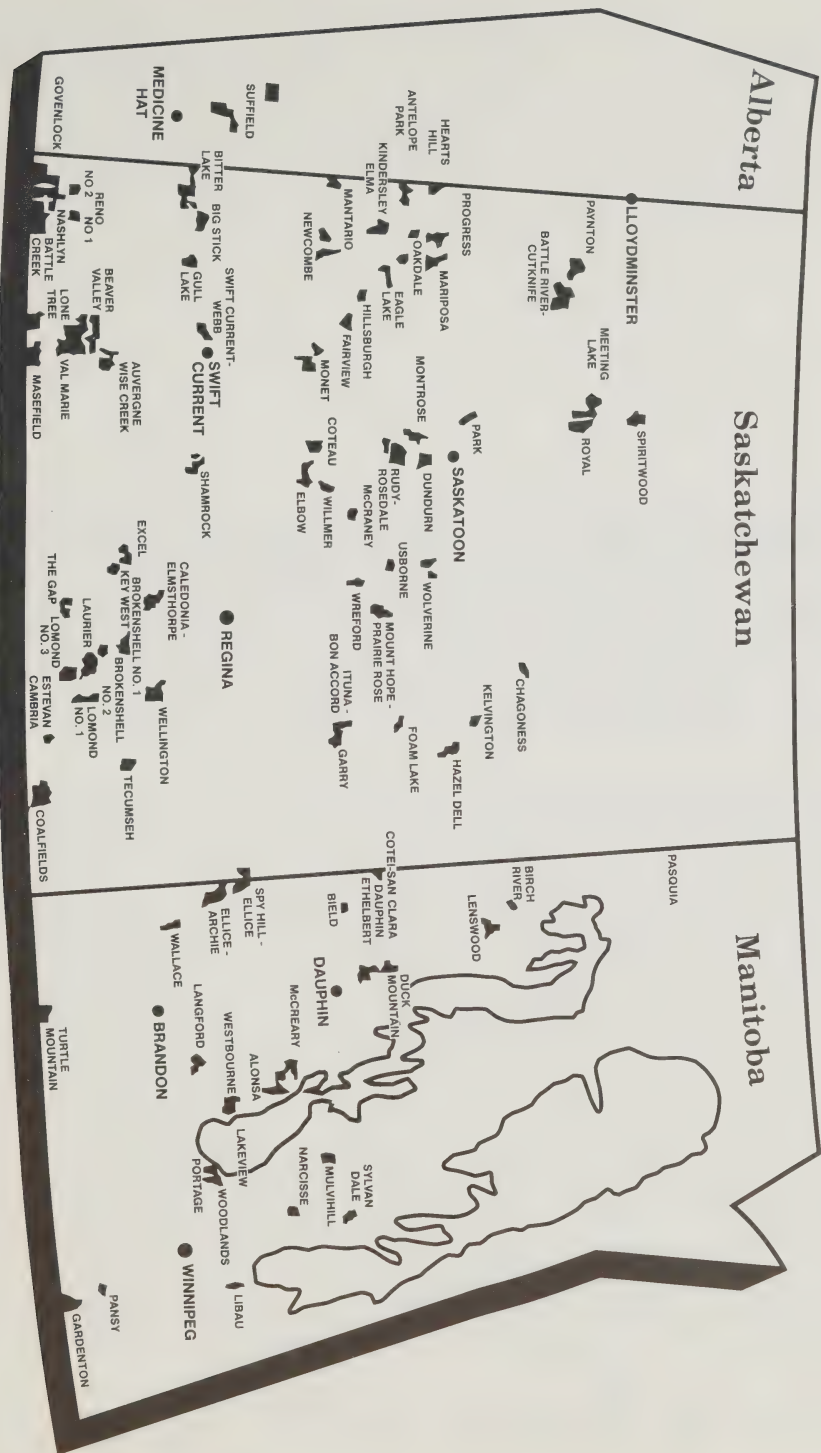 Alberta
SUFFIELD
MEDICINE
HAT
GOVENLOCK
Saskatchewan
LLOYDMINSTER
PAYNTON
BATTLE RIVER-
CUTKNIFE
MEETING
LAKE
SPIRITWOOD
ROYAL
HEARTS
HILL
ANTELOPE
PARK
PROGRESS
MARIPOSA
OAKDALE
KINDERSLEY
ELMA
EAGLE
LAKE
MANTARIO
NEWCOMBE
HILLSBURGH
FAIRVIEW
MONET
MONTROSE
PARK
SASKATOON
DUNDURN
RUDY-
ROSEDALE
McCRANEY
COTEAU
WILLMER
ELBOW
WOLVERINE
USBORNE
WREFORD
MOUNT HOPE -
PRAIRIE ROSE
CHAGONESS
KELVINGTON
HAZEL DELL
FOAM LAKE
ITUNA -
BON ACCORD
GARRY
BITTER
LAKE
BIG STICK
GULL
LAKE
SWIFT CURRENT-
WEBB
SWIFT
CURRENT
SHAMROCK
RENO
NO. 2
NO 1
NASHLYN
BATTLE
CREEK
BEAVER
VALLEY
LONE
TREE
VAL MARIE
AUVERGNE
WISE CREEK
MASEFIELD
REGINA
CALEDONIA -
ELMSTHORPE
EXCEL
KEY WEST
BROKENSHELL NO. 1
BROKENSHELL
NO. 2
WELLINGTON
TECUMSEH
THE GAP
LAURIER
LOMOND
NO. 3
LOMOND
NO. 1
ESTEVAN
CAMBRIA
COALFIELDS
Manitoba
PASQUIA
BIRCH
RIVER
LENSWOOD
COTEI-SAN CLARA
DAUPHIN
ETHELBERT
DUCK
MOUNTAIN
BIELD
DAUPHIN
McCREARY
ALONSA
SPY HILL -
ELLICE
ELLICE -
ARCHIE
WALLACE
LANGFORD
WESTBOURNE
LAKEVIEW
BRANDON
SYLVAN
DALE
MULVIHILL
NARCISSE
WOODLANDS
PORTAGE
LIBAU
WINNIPEG
TURTLE
MOUNTAIN
PANSY
GARDENTON